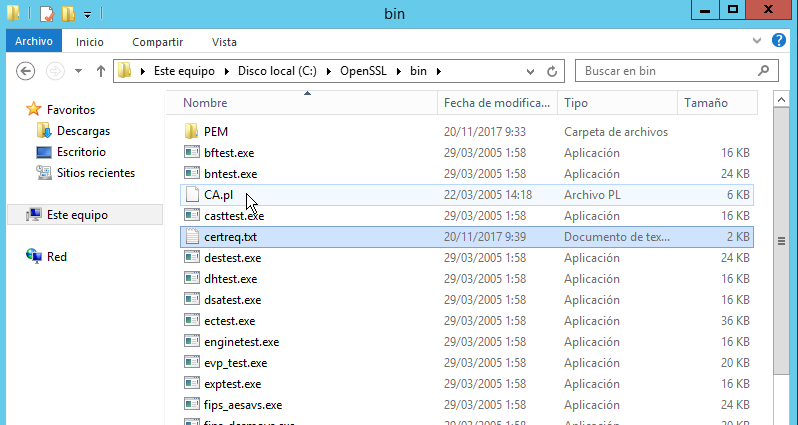 bin
Archivo Inicio Compartir Vista
Este equipo Disco local (C:) OpenSSL bin Buscar en bin
Nombre Fecha de modifica... Tipo Tamaño
Favoritos
Descargas
Escritorio
Sitios recientes
Este equipo
Red
PEM 20/11/2017 9:33 Carpeta de archivos
bftest.exe 29/03/2005 1:58 Aplicación 16 KB
bntest.exe 29/03/2005 1:58 Aplicación 24 KB
CA.pl 22/03/2005 14:18 Archivo PL 6 KB
casttest.exe 29/03/2005 1:58 Aplicación 16 KB
certreq.txt 20/11/2017 9:39 Documento de tex... 2 KB
destest.exe 29/03/2005 1:58 Aplicación 24 KB
dhtest.exe 29/03/2005 1:58 Aplicación 16 KB
dsatest.exe 29/03/2005 1:58 Aplicación 16 KB
ectest.exe 29/03/2005 1:58 Aplicación 36 KB
enginetest.exe 29/03/2005 1:58 Aplicación 16 KB
evp_test.exe 29/03/2005 1:58 Aplicación 20 KB
exptest.exe 29/03/2005 1:58 Aplicación 16 KB
fips_aesavs.exe 29/03/2005 1:58 Aplicación 24 KB